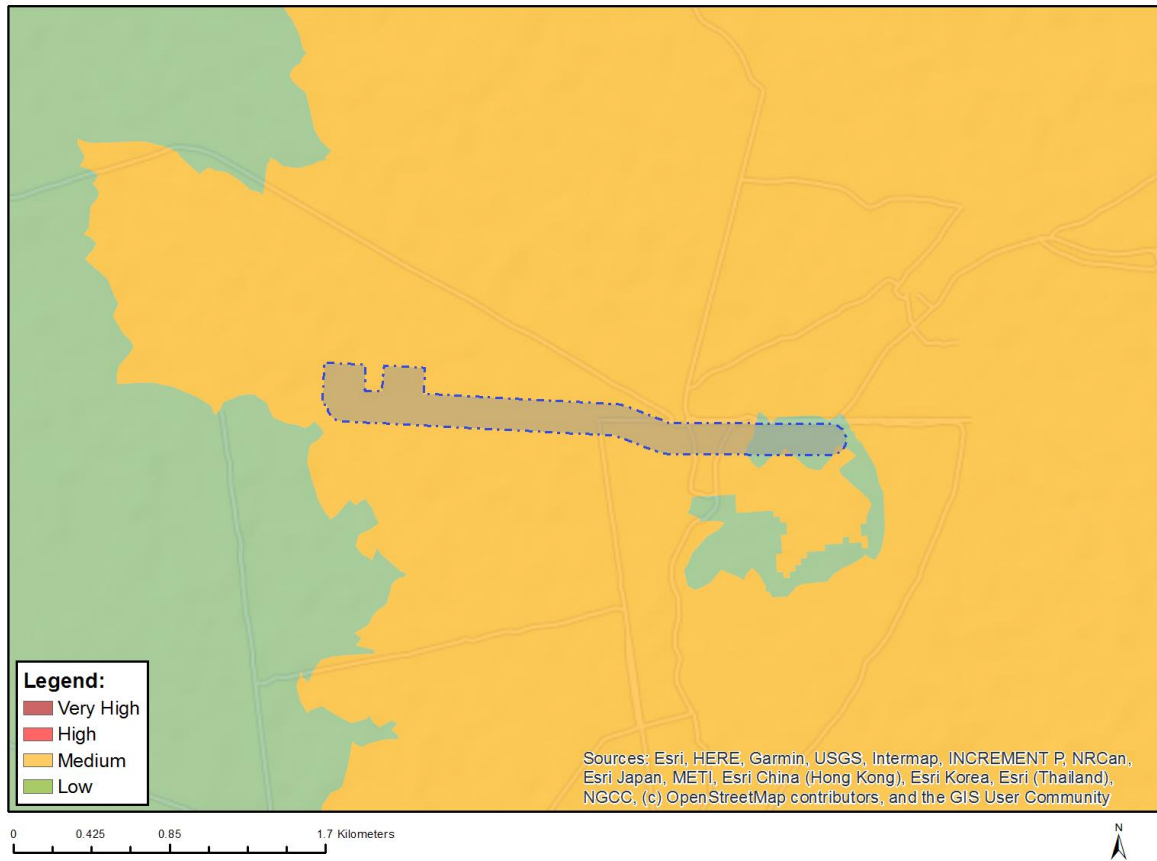 Legend:
Very High
High
Medium
Low
Sources: Esri, HERE, Garmin, USGS, Intermap, INCREMENT P, NRCan,
Esri Japan, METI, Esri China (Hong Kong), Esri Korea, Esri (Thailand),
NGCC, (c) OpenStreetMap contributors, and the GIS User Community
0 0.425 0.85 1.7 Kilometers
N